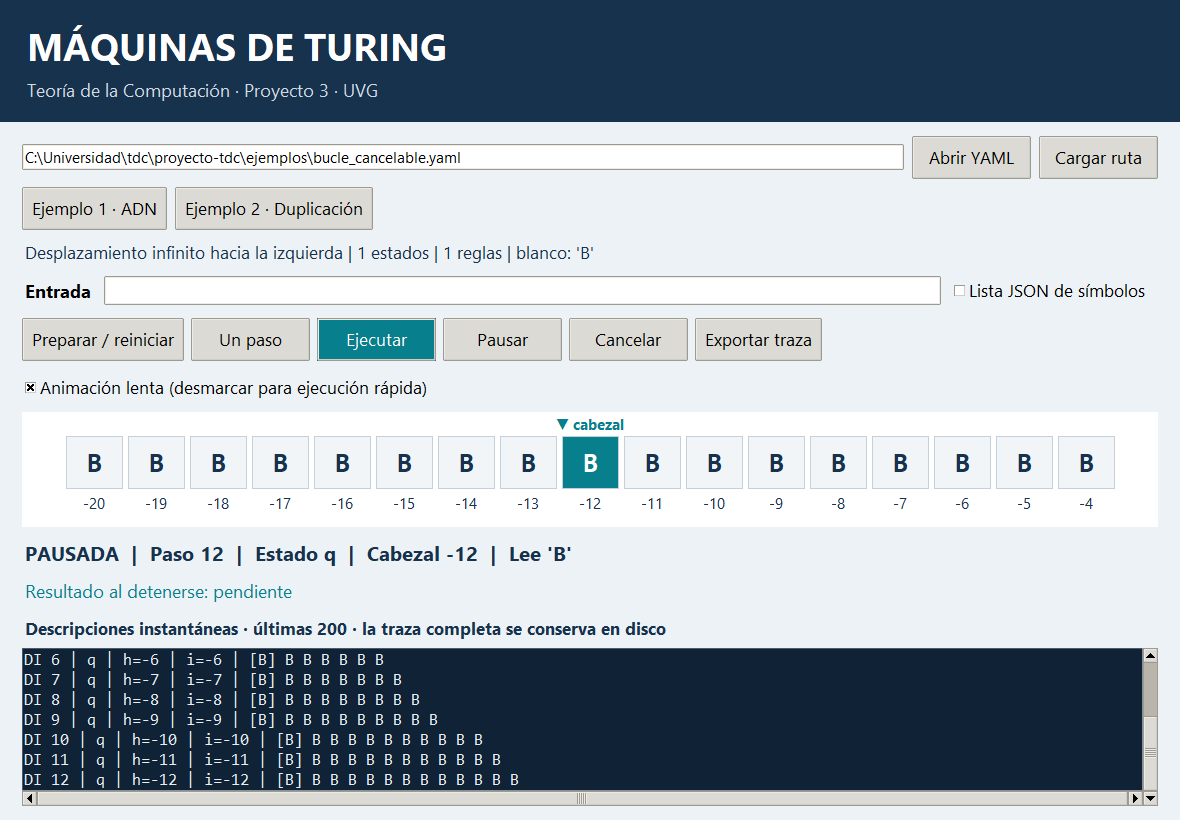 MÁQUINAS DE TURING
Teoría de la Computación · Proyecto 3 · UVG
C:\Universidad\tdc\proyecto-tdc\ejemplos\bucle_cancelable.yaml
Abrir YAML
Cargar ruta
Ejemplo 1 · ADN
Ejemplo 2 · Duplicación
Desplazamiento infinito hacia la izquierda | 1 estados | 1 reglas | blanco: 'B'
Entrada
Lista JSON de símbolos
Preparar / reiniciar
Un paso
Ejecutar
Pausar
Cancelar
Exportar traza
Animación lenta (desmarcar para ejecución rápida)
▼ cabezal
B B B B B B B B B B B B B B B B B
-20 -19 -18 -17 -16 -15 -14 -13 -12 -11 -10 -9 -8 -7 -6 -5 -4
PAUSADA | Paso 12 | Estado q | Cabezal -12 | Lee 'B'
Resultado al detenerse: pendiente
Descripciones instantáneas · últimas 200 · la traza completa se conserva en disco
DI 6 | q | h=-6 | i=-6 | [B] B B B B B B
DI 7 | q | h=-7 | i=-7 | [B] B B B B B B B
DI 8 | q | h=-8 | i=-8 | [B] B B B B B B B B
DI 9 | q | h=-9 | i=-9 | [B] B B B B B B B B B
DI 10 | q | h=-10 | i=-10 | [B] B B B B B B B B B B
DI 11 | q | h=-11 | i=-11 | [B] B B B B B B B B B B B
DI 12 | q | h=-12 | i=-12 | [B] B B B B B B B B B B B B